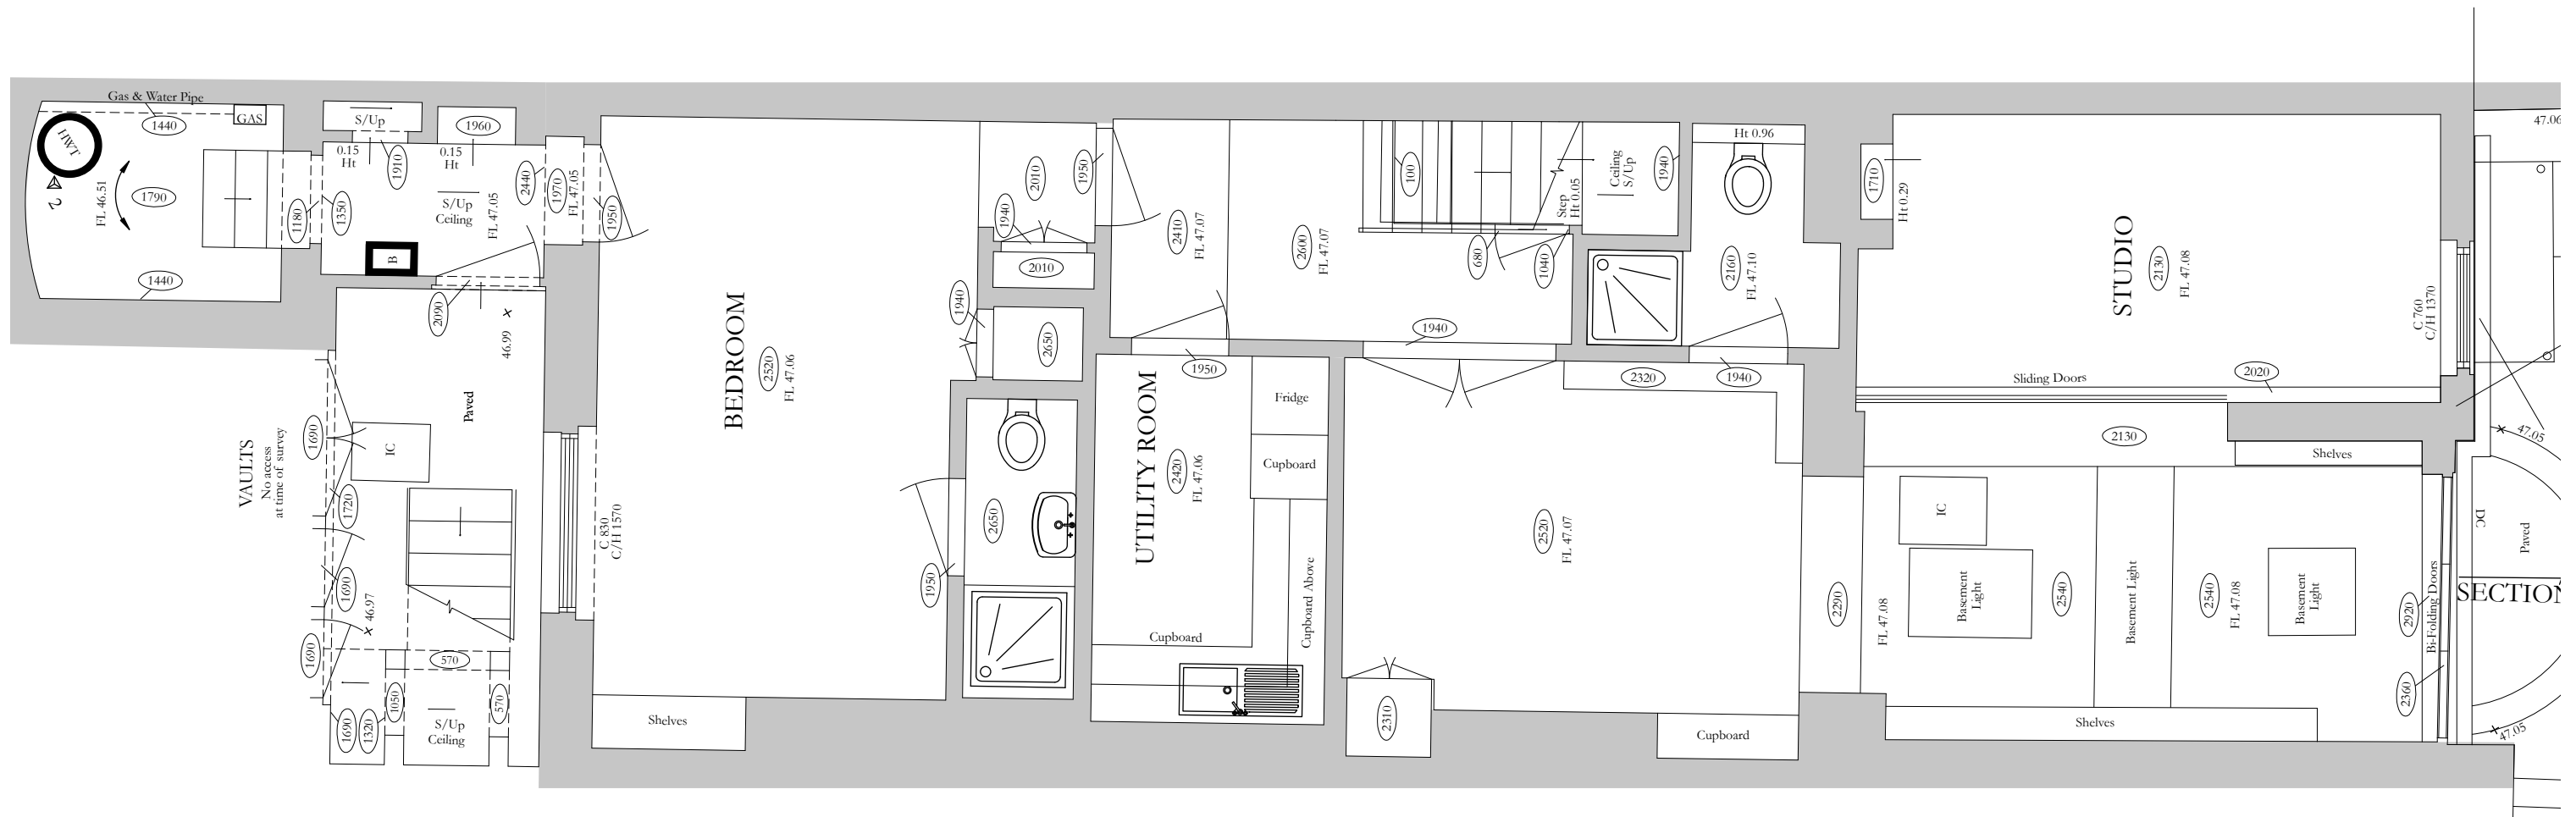 Gas & Water Pipe
1440
GAS
HWT
2
FL 46.51
1790
1440
1180
1350
S/Up
1960
0.15
Ht
0.15
Ht
1910
S/Up
Ceiling
FL 47.05
2440
1970
FL 47.05
1950
B
2090
46.99
Paved
VAULTS
No access
at time of survey
1690
IC
1720
1690
46.97
1690
570
1690
1320
1050
S/Up
Ceiling
570
C 830
C/H 1570
BEDROOM
2520
FL 47.06
Shelves
2010
1950
1940
2010
1940
2650
2650
1950
2410
FL 47.07
2600
FL 47.07
100
680
1040
Step
Ht 0.05
Ceiling
S/Up
1940
1940
1950
UTILITY ROOM
2420
FL 47.06
Fridge
Cupboard
Cupboard Above
Cupboard
Ht 0.96
2160
FL 47.10
1940
2320
2520
FL 47.07
2310
Cupboard
1710
Ht 0.29
STUDIO
2130
FL 47.08
C 760
C/H 1370
Sliding Doors
2020
2130
Shelves
2290
FL 47.08
IC
Basement
Light
2540
Basement Light
2540
FL 47.08
Basement
Light
2920
Bi-Folding Doors
2360
Shelves
47.06
47.05
DC
Paved
SECTION
47.05